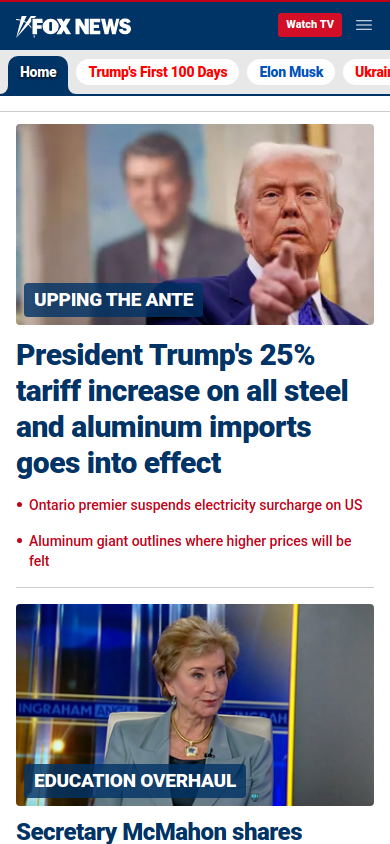 FOX NEWS
Watch TV
Home
Trump's First 100 Days
Elon Musk
UPPING THE ANTE
President Trump's 25%
tariff increase on all steel
and aluminum imports
goes into effect
• Ontario premier suspends electricity surcharge on US
• Aluminum giant outlines where higher prices will be
felt
INGRAHAM ANGLE
EDUCATION OVERHAUL
Secretary McMahon shares